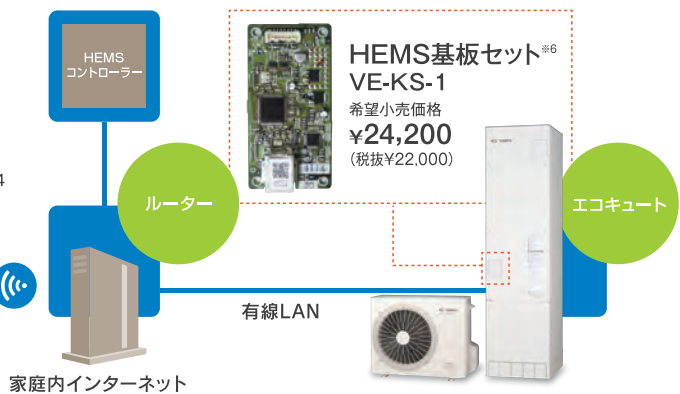 HEMS
コントローラー
HEMS基板セット※6
VE-KS-1
希望小売価格
¥24,200
(税抜¥22,000)
4
ルーター
エコキュート
有線LAN
家庭内インターネット